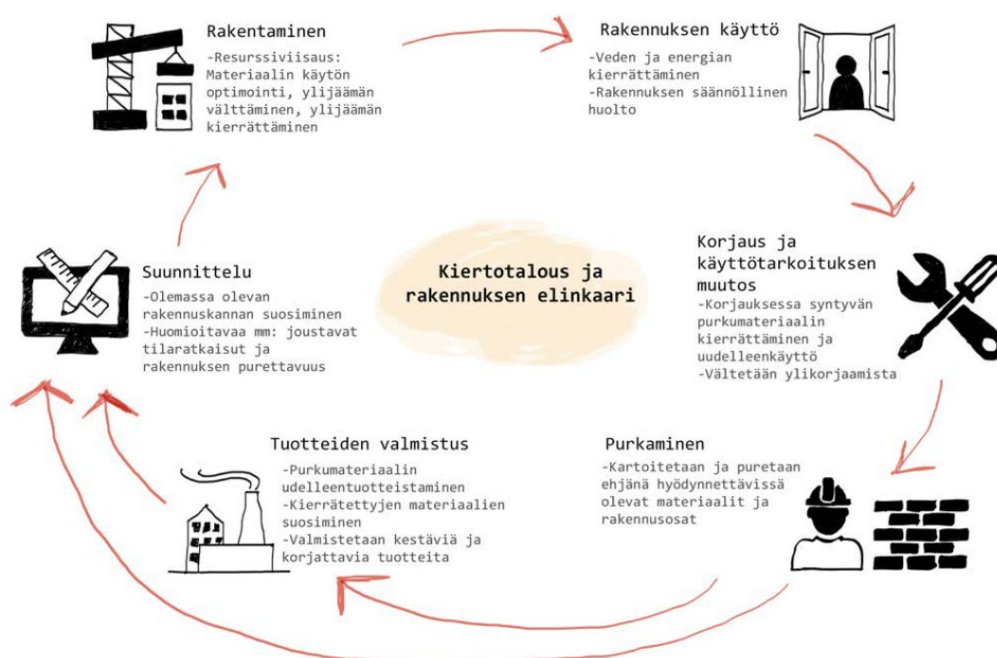 Rakentaminen
-Resurssiviisaus:
Materiaalin käytön
optimointi, ylijäämän
välttäminen, ylijäämän
kierrättäminen
Rakennuksen käyttö
-Veden ja energian
kierrättäminen
-Rakennuksen säännöllinen
huolto
Kiertotalous ja
rakennuksen elinkaari
Korjaus ja
käyttötarkoituksen
muutos
-Korjauksessa syntyvän
purkumateriaalin
kierrättäminen ja
uudelleenkäyttö
-Vältetään ylikorjaamista
Purkaminen
-Kartoitetaan ja puretaan
ehjänä hyödynnettävissä
olevat materiaalit ja
rakennusosat
Tuotteiden valmistus
-Purkumateriaalin
udelleentuotteistaminen
-Kierrätettyjen materiaalien
suosiminen
-Valmistetaan kestäviä ja
korjattavia tuotteita
Suunnittelu
-Olemassa olevan
rakennuskannan suosiminen
-Huomioitavaa mm: joustavat
tilaratkaisut ja
rakennuksen purettavuus